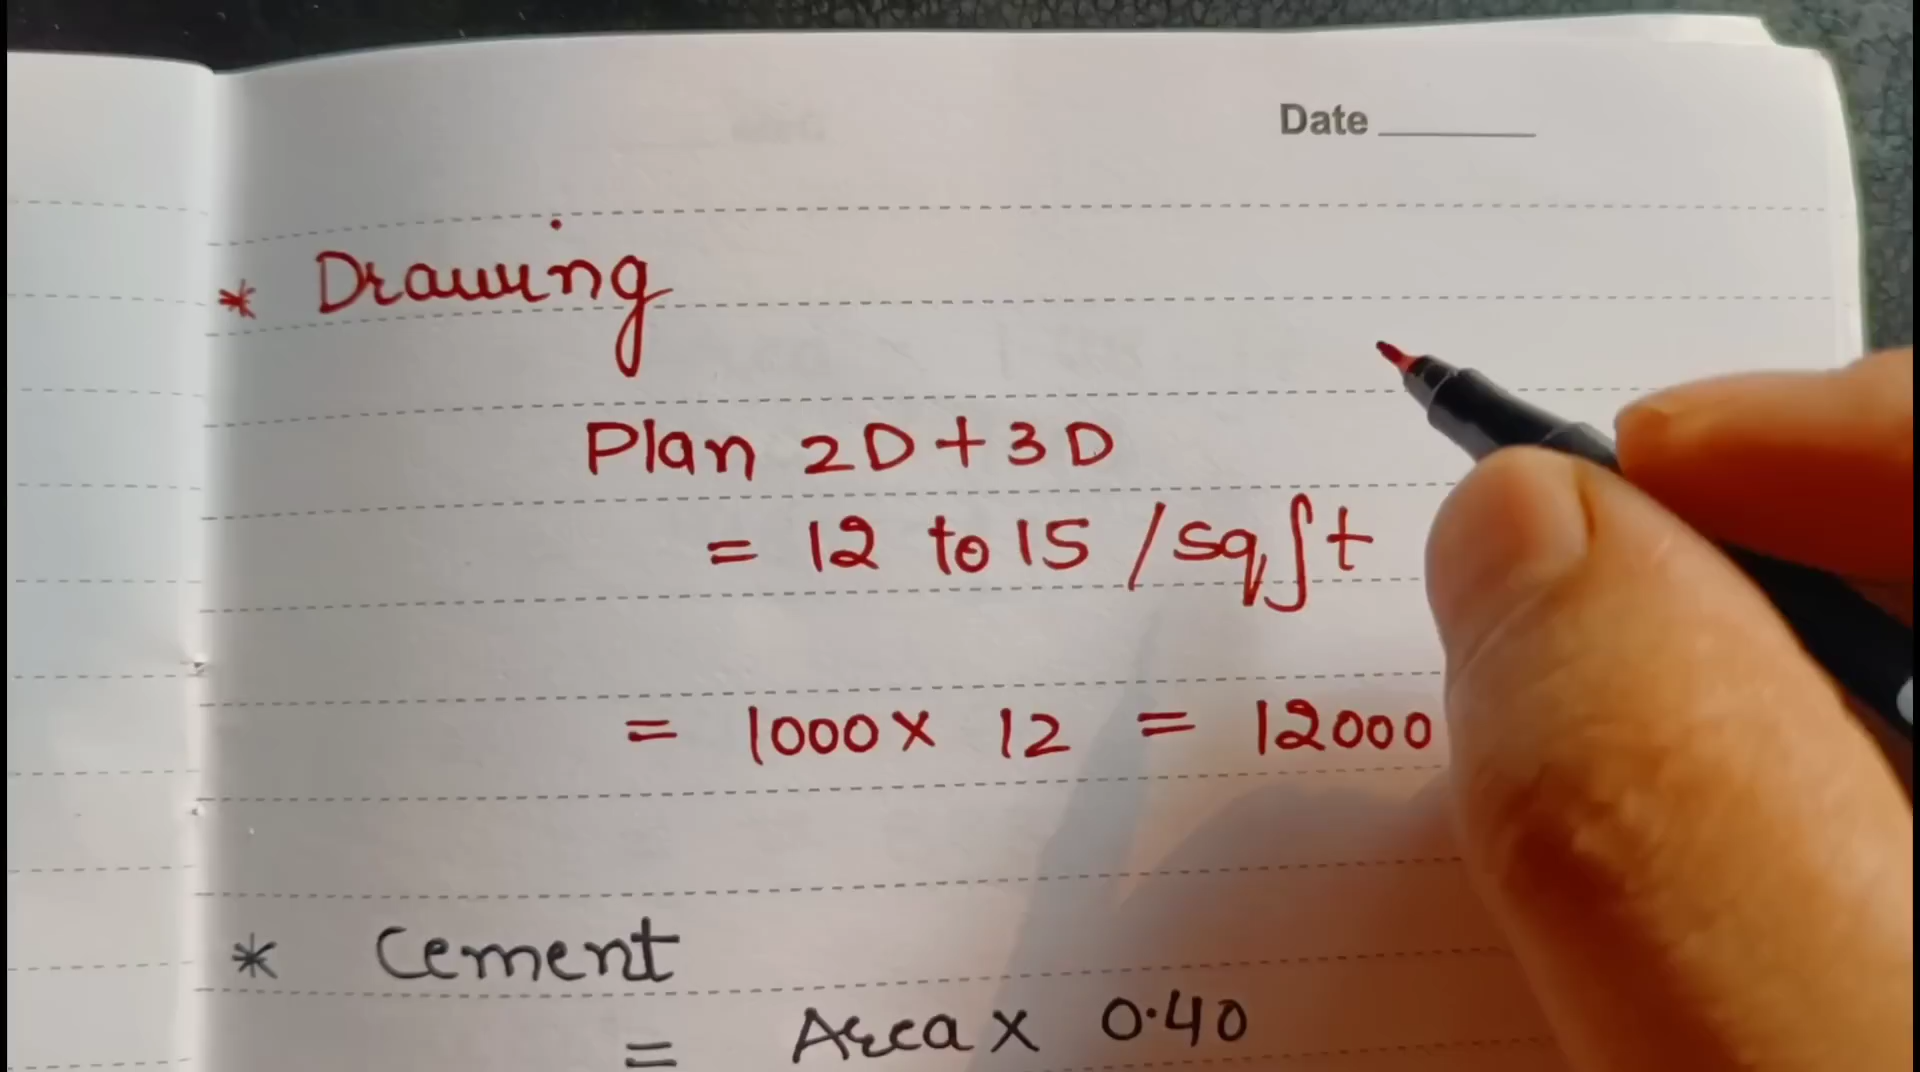 Date
* Drawing
Plan 2D + 3D
= 12 to 15 /sqft
= 1000 x 12 = 12000
* Cement
= Area x 0.40